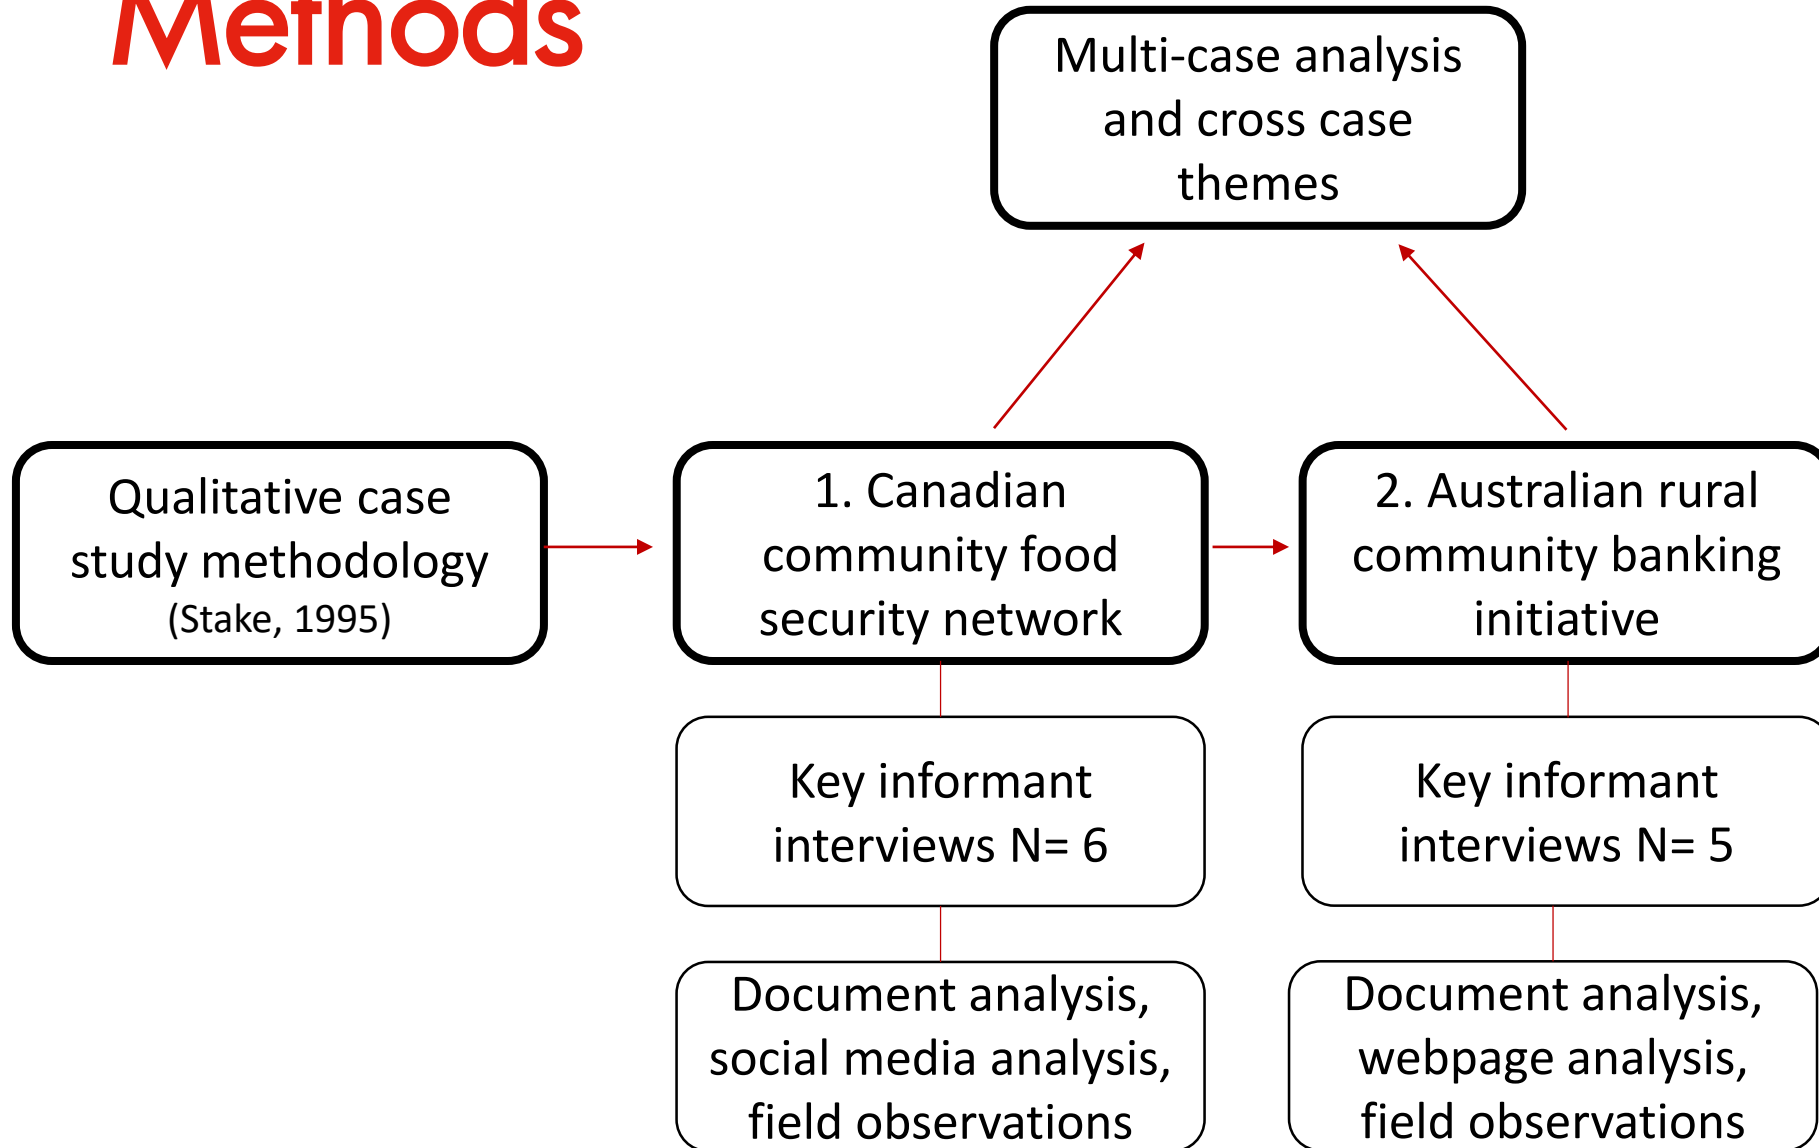 Methods
Multi-case analysis
and cross case
themes
Qualitative case
study methodology
(Stake, 1995)
1. Canadian
community food
security network
2. Australian rural
community banking
initiative
Key informant
interviews N= 6
Key informant
interviews N= 5
Document analysis,
social media analysis,
field observations
Document analysis,
webpage analysis,
field observations